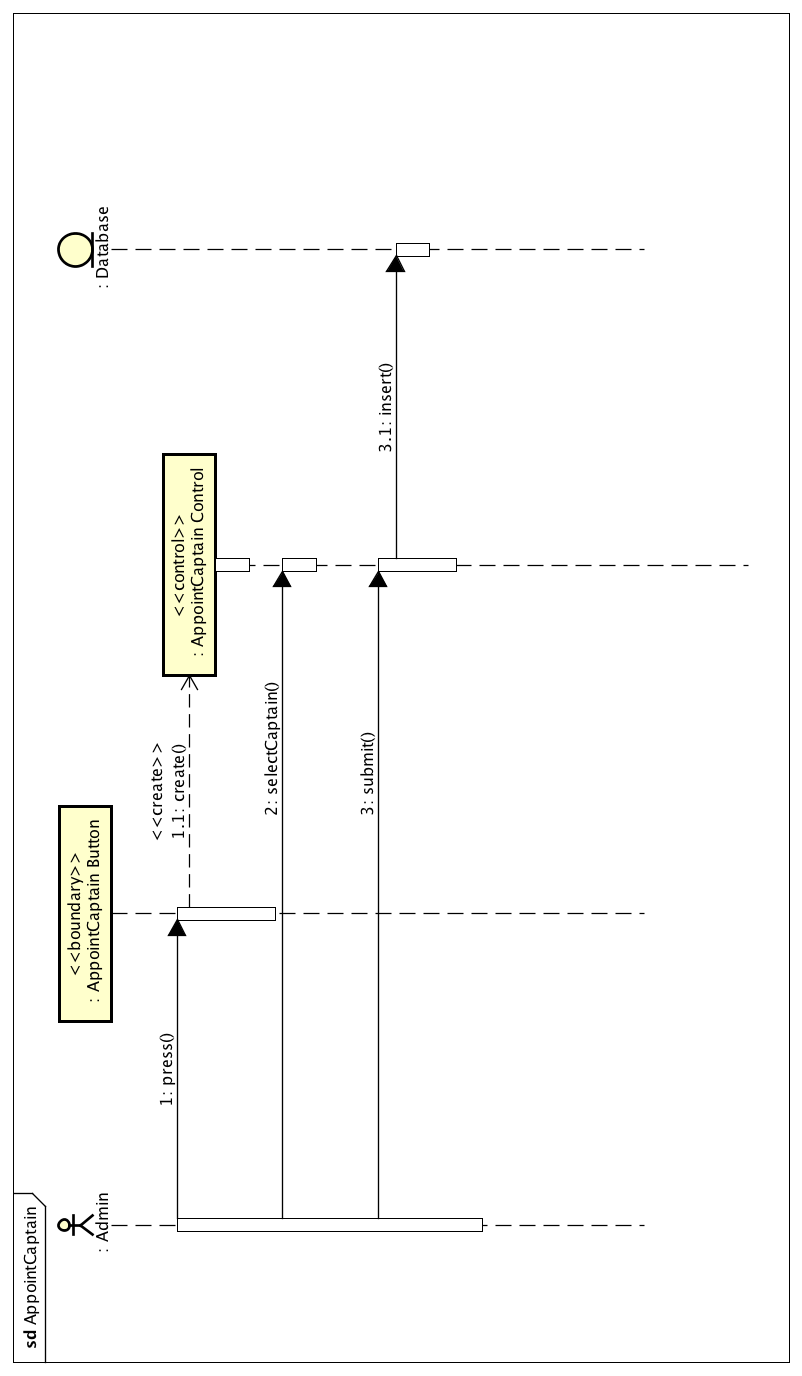 sd AppointCaptain
: Admin
<<boundary>>
: AppointCaptain Button
<<control>>
: AppointCaptain Control
: Database
1: press()
<<create>>
1.1: create()
2: selectCaptain()
3: submit()
3.1: insert()